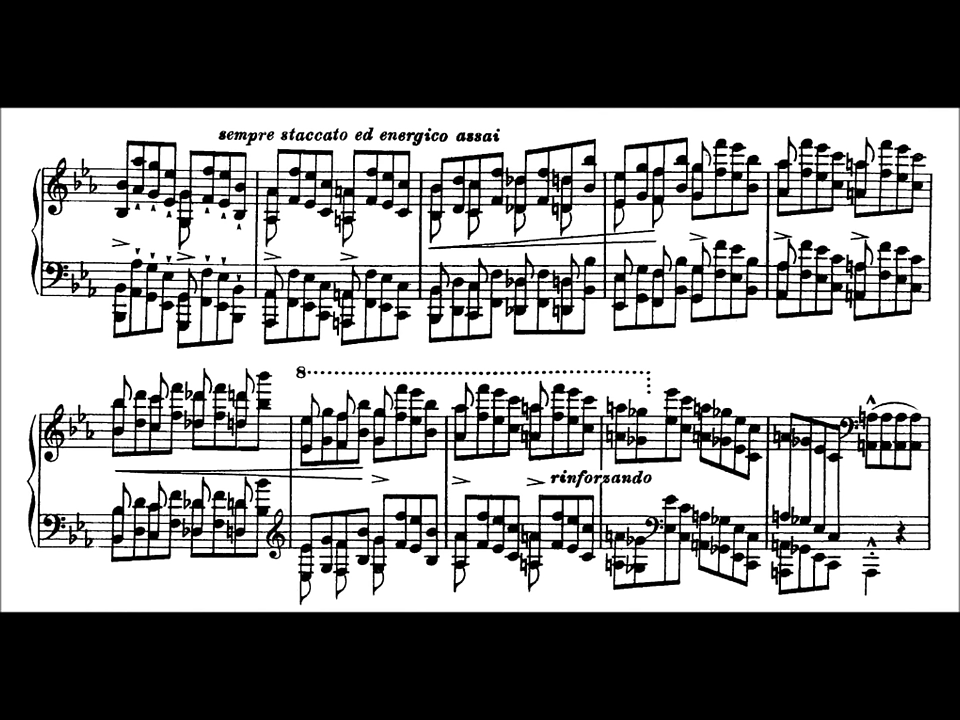 sempre staccato ed energico assai
8
rinforzando